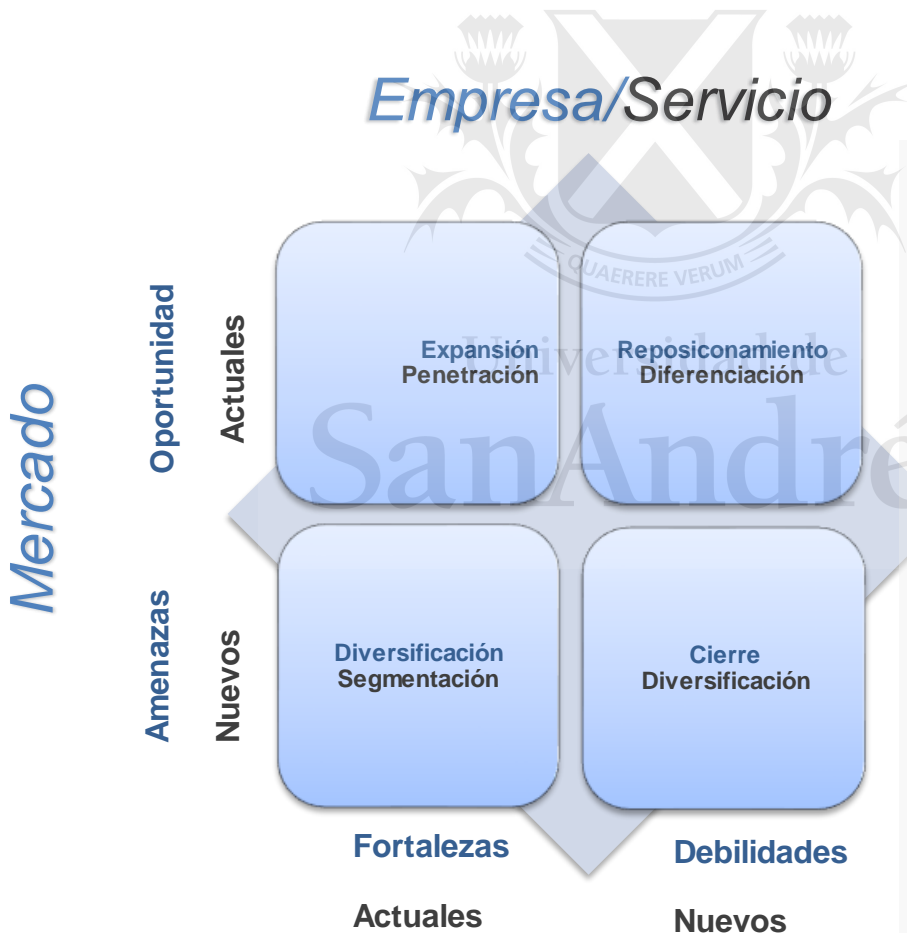 Empresa/Servicio
QUAERERE VERUM
Universidad de
SanAndré
Mercado
Oportunidad
Actuales
Expansión
Penetración
Reposiconamiento
Diferenciación
Amenazas
Nuevos
Diversificación
Segmentación
Cierre
Diversificación
Fortalezas
Debilidades
Actuales
Nuevos